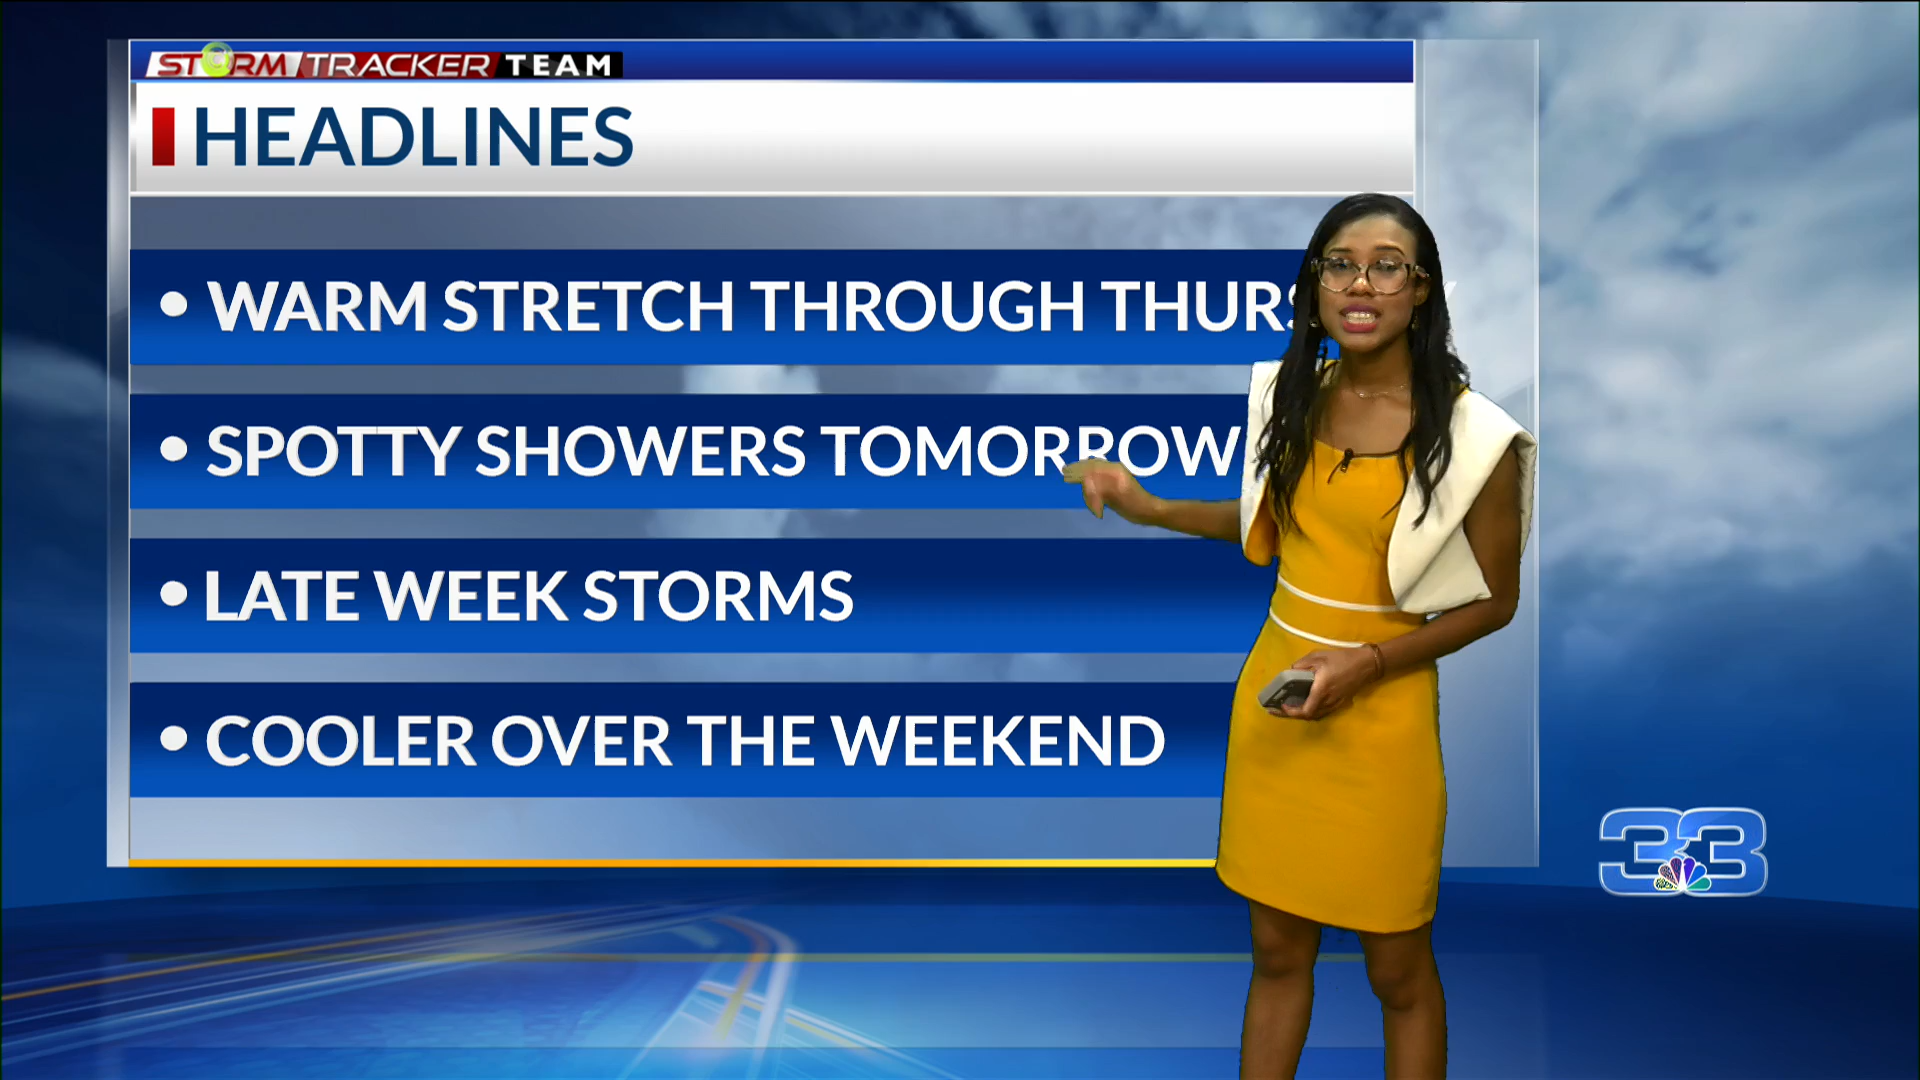 STORM TRACKER TEAM
HEADLINES
• WARM STRETCH THROUGH THURS Y
• SPOTTY SHOWERS TOMORROW
• LATE WEEK STORMS
• COOLER OVER THE WEEKEND
33